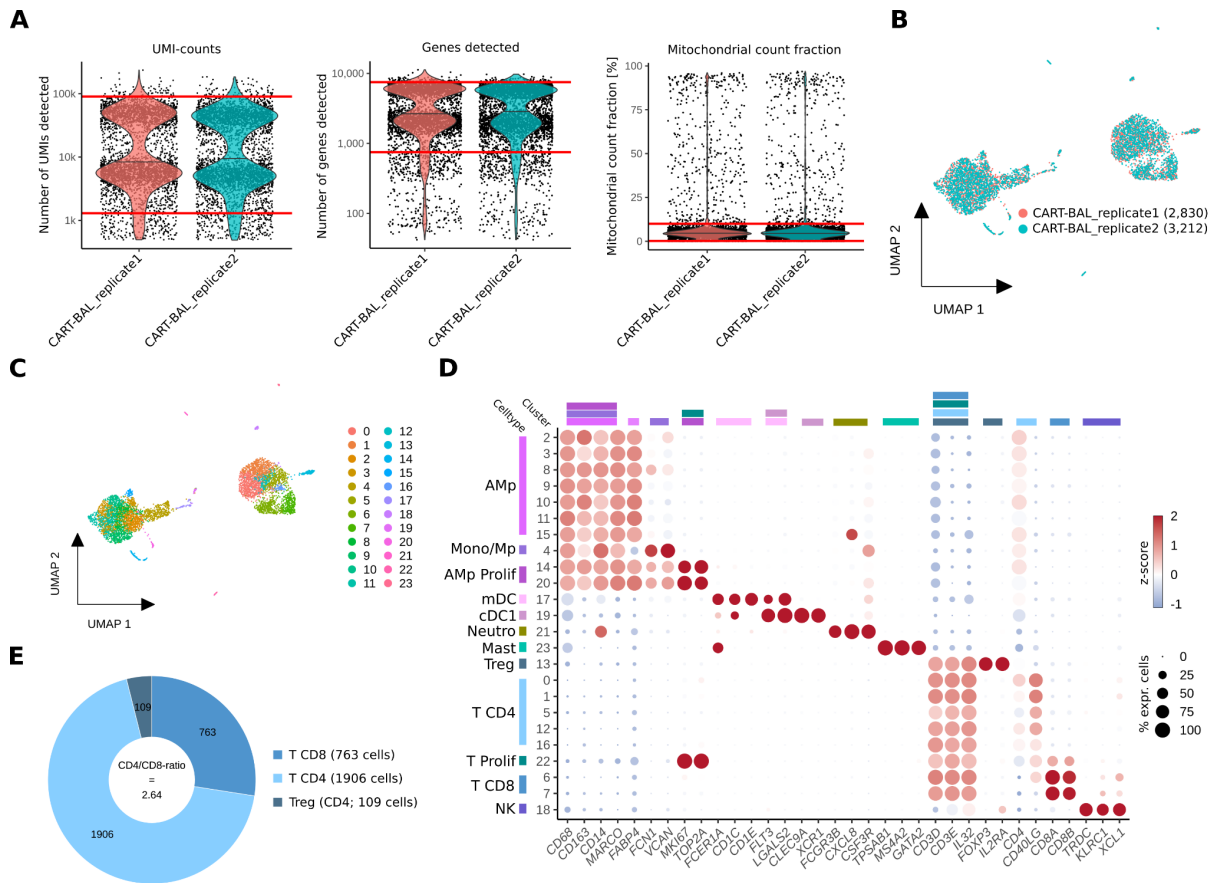 A
UMI-counts
Number of UMIs detected
100k
10k
1k
CART-BAL_replicate1
CART-BAL_replicate2
Genes detected
Number of genes detected
10,000
1,000
100
CART-BAL_replicate1
CART-BAL_replicate2
Mitochondrial count fraction
Mitochondrial count fraction [%]
100
75
50
25
0
CART-BAL_replicate1
CART-BAL_replicate2
B
CART-BAL_replicate1 (2,830)
CART-BAL_replicate2 (3,212)
UMAP 2
UMAP 1
C
0 12
1 13
2 14
3 15
4 16
5 17
6 18
7 19
8 20
9 21
10 22
11 23
UMAP 2
UMAP 1
D
Celltype
Cluster
AMp
2
3
8
9
10
11
15
Mono/Mp 4
AMp Prolif
14
20
mDC 17
cDC1 19
Neutro 21
Mast 23
Treg 13
T CD4
0
1
5
12
16
T Prolif 22
T CD8
6
7
NK 18
CD68
CD163
CD14
MARCO
FABP4
FCN1
VCAN
MKI67
TOP2A
FCER1A
CD1C
CD1E
FLT3
LGALS2
CLEC9A
XCR1
FCGR3B
CXCL8
CSF3R
TPSAB1
MS4A2
GATA2
CD3D
CD3E
IL32
FOXP3
IL2RA
CD4
CD40LG
CD8A
CD8B
TRDC
KLRC1
XCL1
z-score
2
1
0
-1
% expr. cells
0
25
50
75
100
E
109
763
1906
CD4/CD8-ratio
=
2.64
T CD8 (763 cells)
T CD4 (1906 cells)
Treg (CD4; 109 cells)